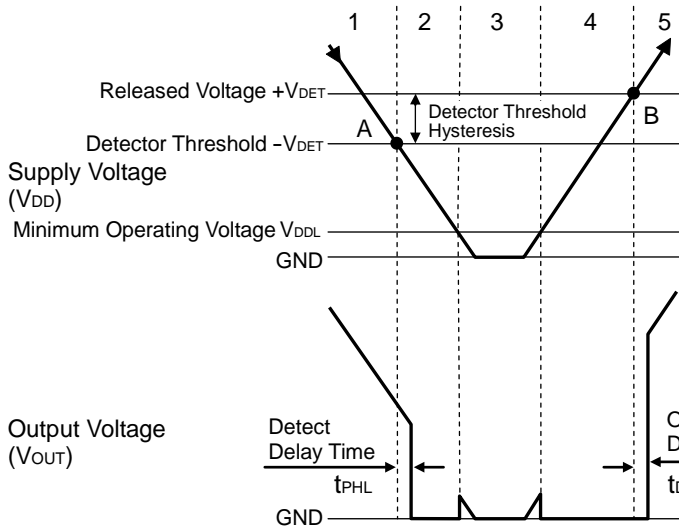 1 2 3 4 5
Released Voltage +VDET
Detector Threshold
Hysteresis
A
B
Detector Threshold −VDET
Supply Voltage
(VDD)
Minimum Operating Voltage VDDL
GND
Output Voltage
(VOUT)
Detect
Delay Time
tPHL
GND